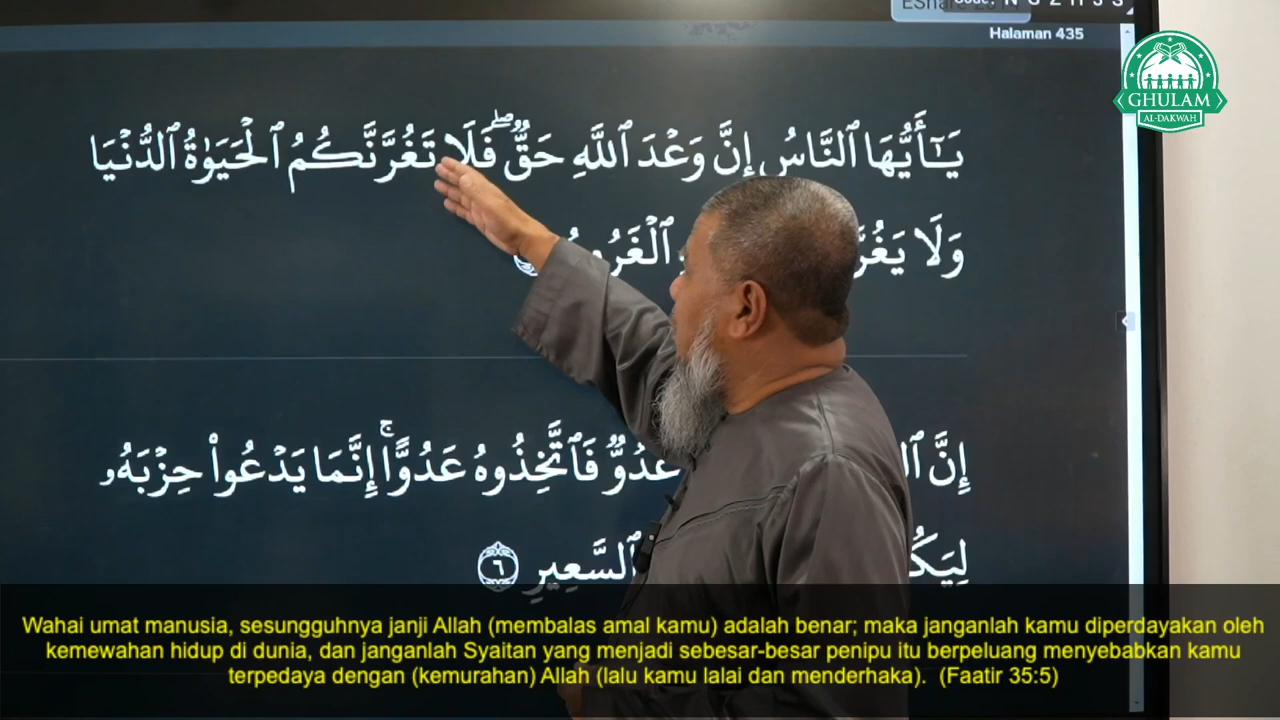 Halaman 435
GHULAM
AL-DAKWAH
يَٰٓأَيُّهَا ٱلنَّاسُ إِنَّ وَعْدَ ٱللَّهِ حَقٌّۖ فَلَا تَغُرَّنَّكُمُ ٱلْحَيَوٰةُ ٱلدُّنْيَا
وَلَا ٱلْغَرُورُ
إِنَّ عَدُوٌّ فَٱتَّخِذُوهُ عَدُوًّاۚ إِنَّمَا يَدْعُوا۟ حِزْبَهُۥ
ٱلسَّعِيرِ ٦
Wahai umat manusia, sesungguhnya janji Allah (membalas amal kamu) adalah benar; maka janganlah kamu diperdayakan oleh
kemewahan hidup di dunia, dan janganlah Syaitan yang menjadi sebesar-besar penipu itu berpeluang menyebabkan kamu
terpedaya dengan (kemurahan) Allah (lalu kamu lalai dan menderhaka). (Faatir 35:5)